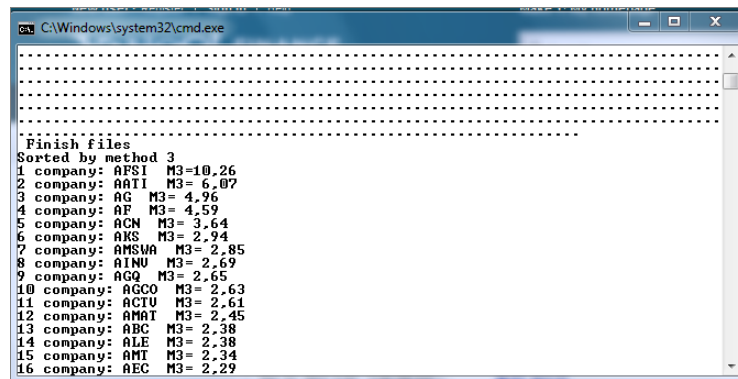 C:\Windows\system32\cmd.exe
Finish files
Sorted by method 3
1 company: AFSI M3=10,26
2 company: AATI M3= 6,07
3 company: AG M3= 4,96
4 company: AF M3= 4,59
5 company: ACN M3= 3,64
6 company: AKS M3= 2,94
7 company: AMSWA M3= 2,85
8 company: AINV M3= 2,69
9 company: AGQ M3= 2,65
10 company: AGCO M3= 2,63
11 company: ACTV M3= 2,61
12 company: AMAT M3= 2,45
13 company: ABC M3= 2,38
14 company: ALE M3= 2,38
15 company: AMT M3= 2,34
16 company: AEC M3= 2,29